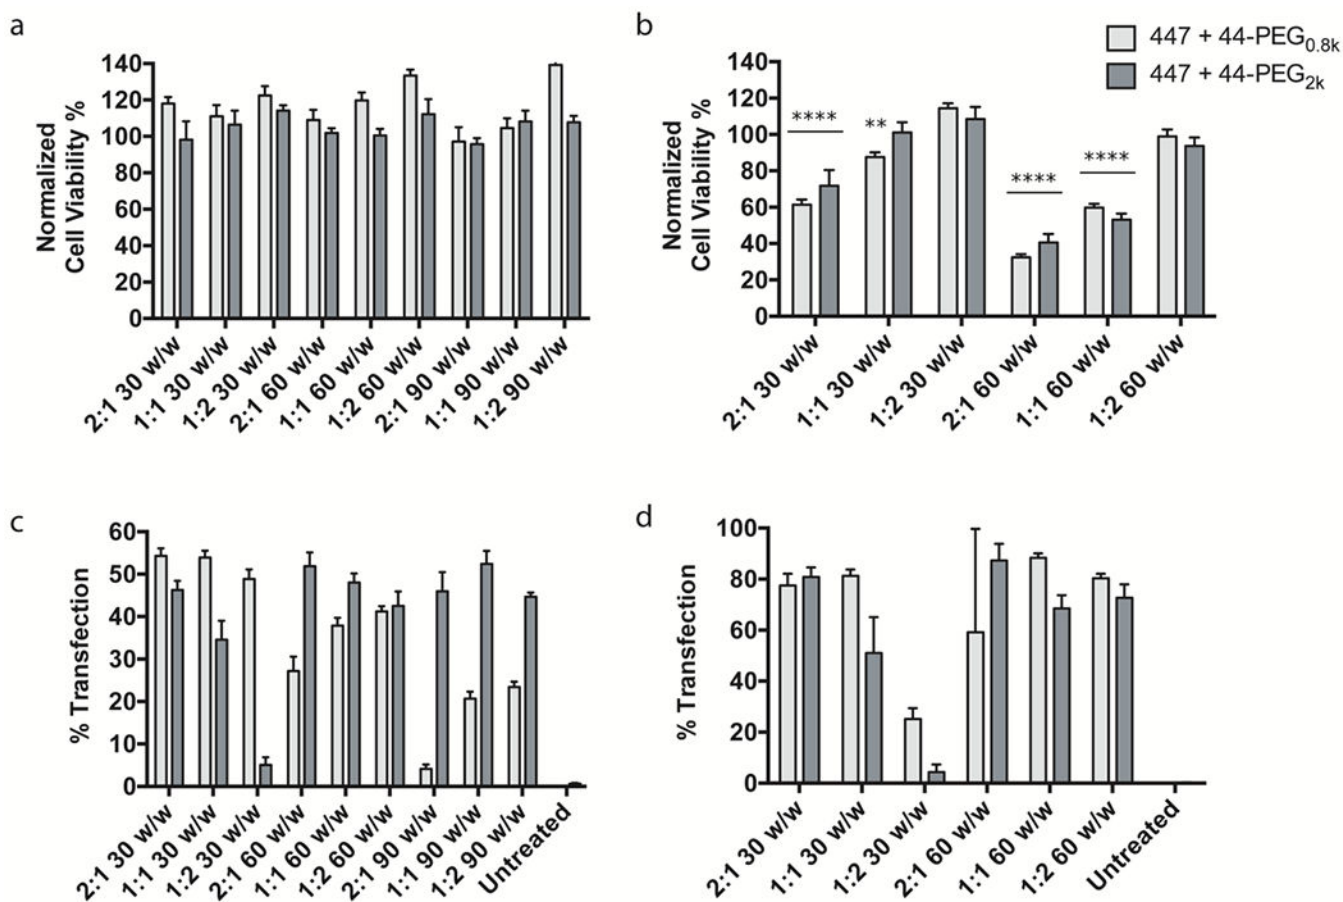 a
140
120
100
80
60
40
20
0
Normalized
Cell Viability %
2:1 30 w/w
1:1 30 w/w
1:2 30 w/w
2:1 60 w/w
1:1 60 w/w
1:2 60 w/w
2:1 90 w/w
1:1 90 w/w
1:2 90 w/w
b
447 + 44-PEG0.8k
447 + 44-PEG2k
140
120
100
80
60
40
20
0
Normalized
Cell Viability %
****
**
****
****
2:1 30 w/w
1:1 30 w/w
1:2 30 w/w
2:1 60 w/w
1:1 60 w/w
1:2 60 w/w
c
60
50
40
30
20
10
0
% Transfection
2:1 30 w/w
1:1 30 w/w
1:2 30 w/w
2:1 60 w/w
1:1 60 w/w
1:2 60 w/w
2:1 90 w/w
1:1 90 w/w
1:2 90 w/w
Untreated
d
100
80
60
40
20
0
% Transfection
2:1 30 w/w
1:1 30 w/w
1:2 30 w/w
2:1 60 w/w
1:1 60 w/w
1:2 60 w/w
Untreated